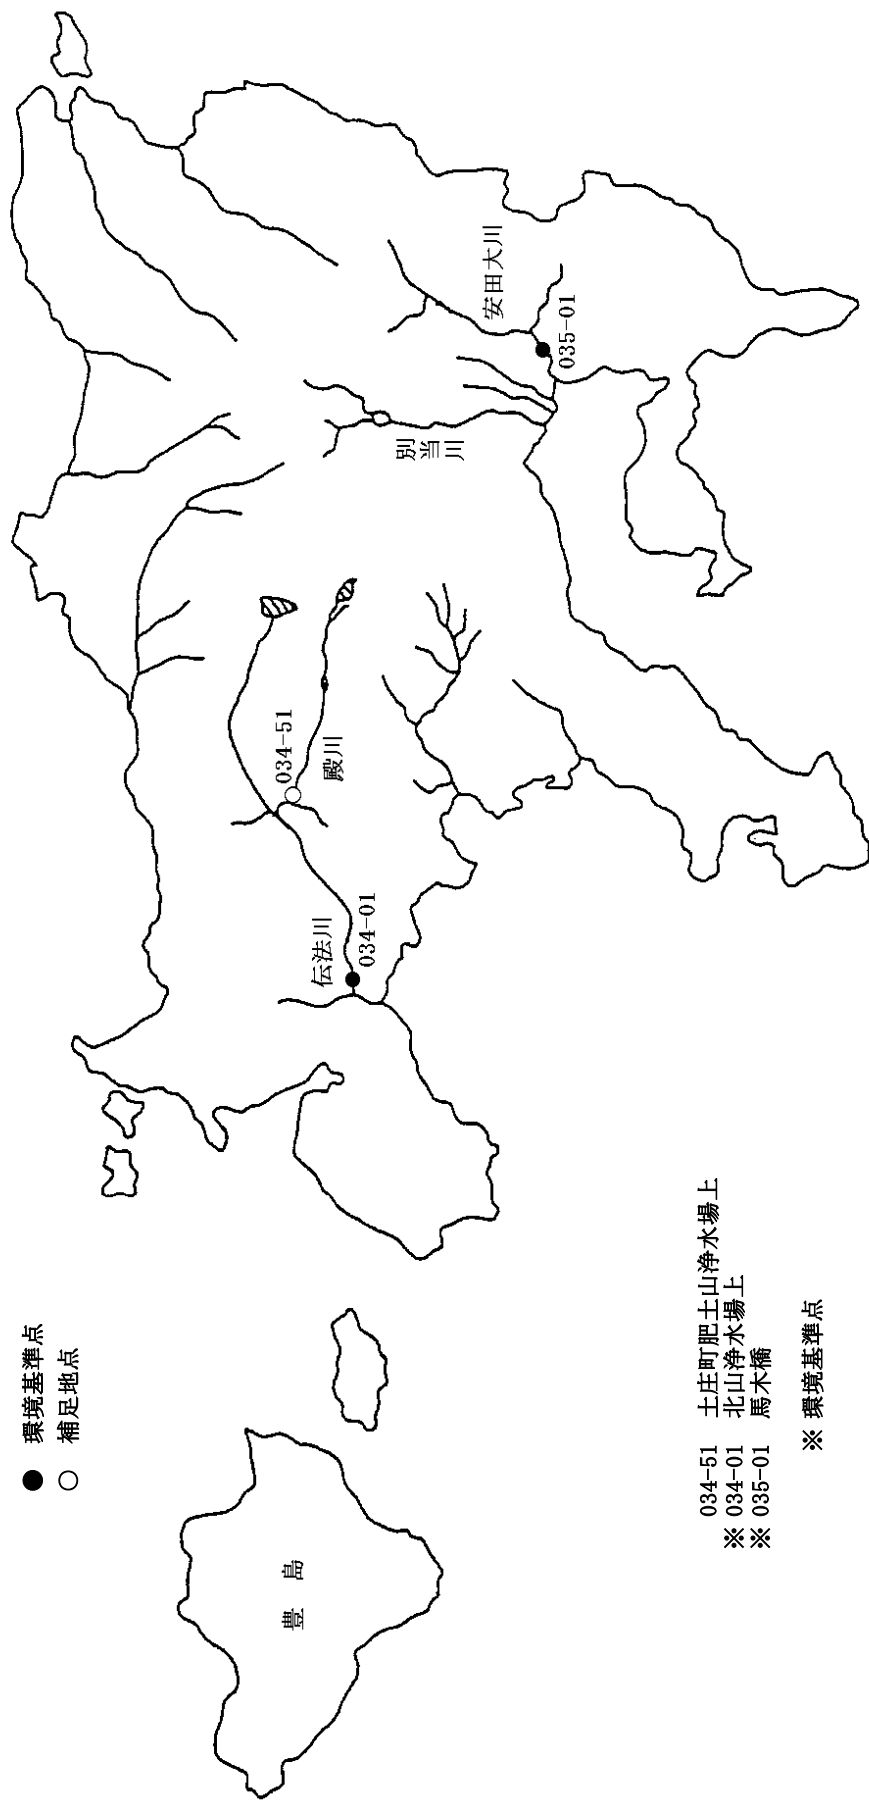 ● 環境基準点
○ 補足地点
豊島
伝法川
034-01
034-51
殿川
別当川
安田大川
035-01
034-51 土庄町肥土山浄水場上
※ 034-01 北山浄水場上
※ 035-01 馬木橋
※ 環境基準点